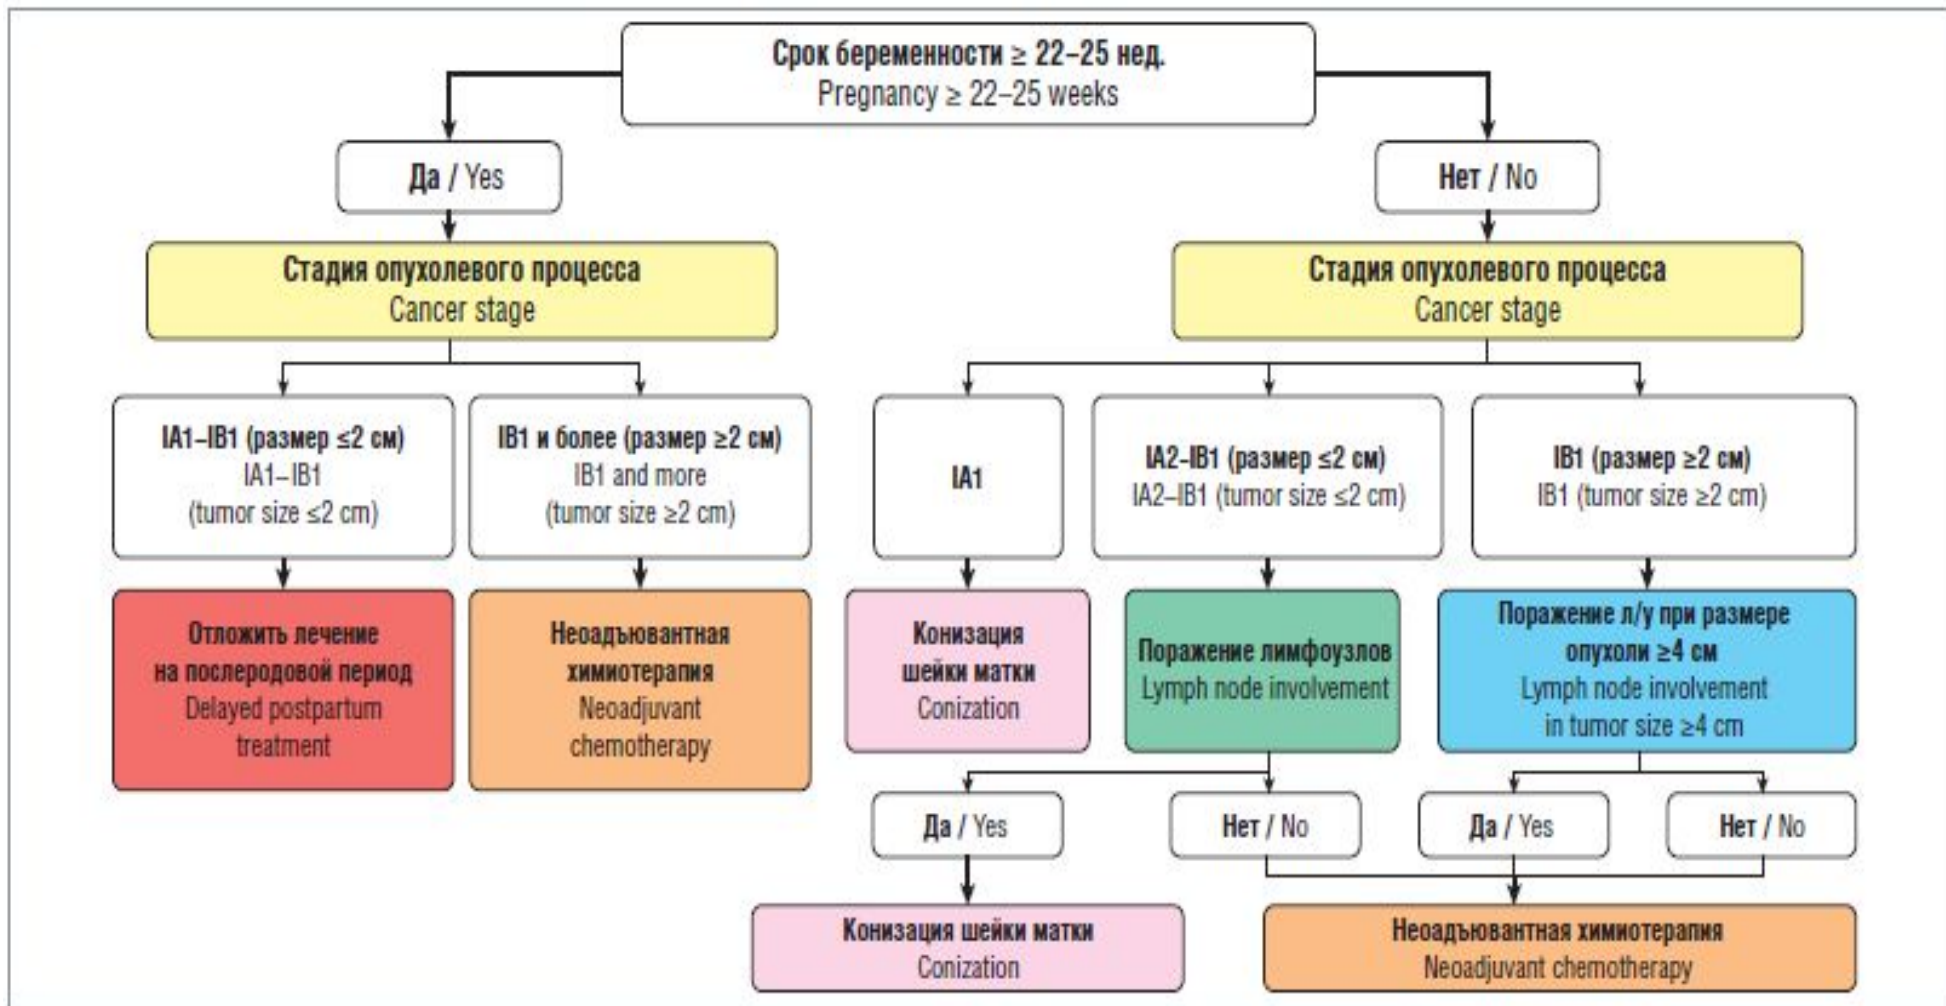 Срок беременности ≥ 22–25 нед.
Pregnancy ≥ 22–25 weeks
Да / Yes
Нет / No
Стадия опухолевого процесса
Cancer stage
Стадия опухолевого процесса
Cancer stage
IA1–IB1 (размер ≤2 см)
IA1–IB1
(tumor size ≤2 cm)
IB1 и более (размер ≥2 см)
IB1 and more
(tumor size ≥2 cm)
IA1
IA2-IB1 (размер ≤2 см)
IA2–IB1 (tumor size ≤2 cm)
IB1 (размер ≥2 см)
IB1 (tumor size ≥2 cm)
Отложить лечение
на послеродовой период
Delayed postpartum
treatment
Неоадъювантная
химиотерапия
Neoadjuvant
chemotherapy
Конизация
шейки матки
Conization
Поражение лимфоузлов
Lymph node involvement
Поражение л/у при размере
опухоли ≥4 см
Lymph node involvement
in tumor size ≥4 cm
Да / Yes
Нет / No
Да / Yes
Нет / No
Конизация шейки матки
Conization
Неоадъювантная химиотерапия
Neoadjuvant chemotherapy